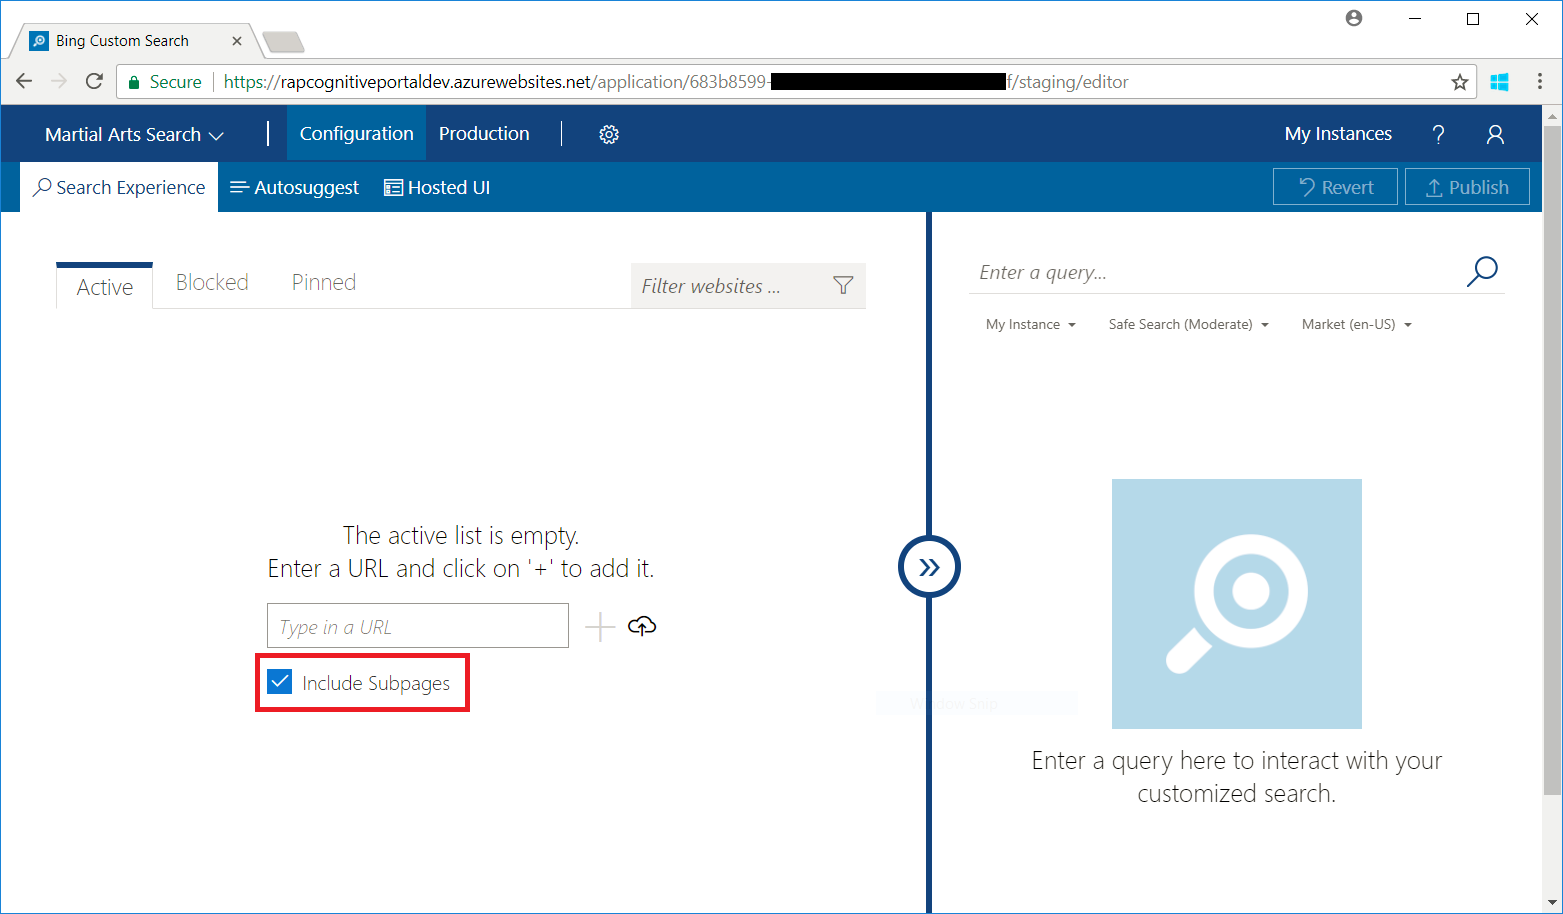 Bing Custom Search
Secure
https://rapcognitiveportaldev.azurewebsites.net/application/683b8599-
f/staging/editor
Martial Arts Search
Configuration
Production
My Instances
?
Search Experience
Autosuggest
Hosted UI
Revert
Publish
Active
Blocked
Pinned
Filter websites ...
Enter a query...
My Instance
Safe Search (Moderate)
Market (en-US)
The active list is empty.
Enter a URL and click on '+' to add it.
Type in a URL
Include Subpages
Window Snip
Enter a query here to interact with your
customized search.